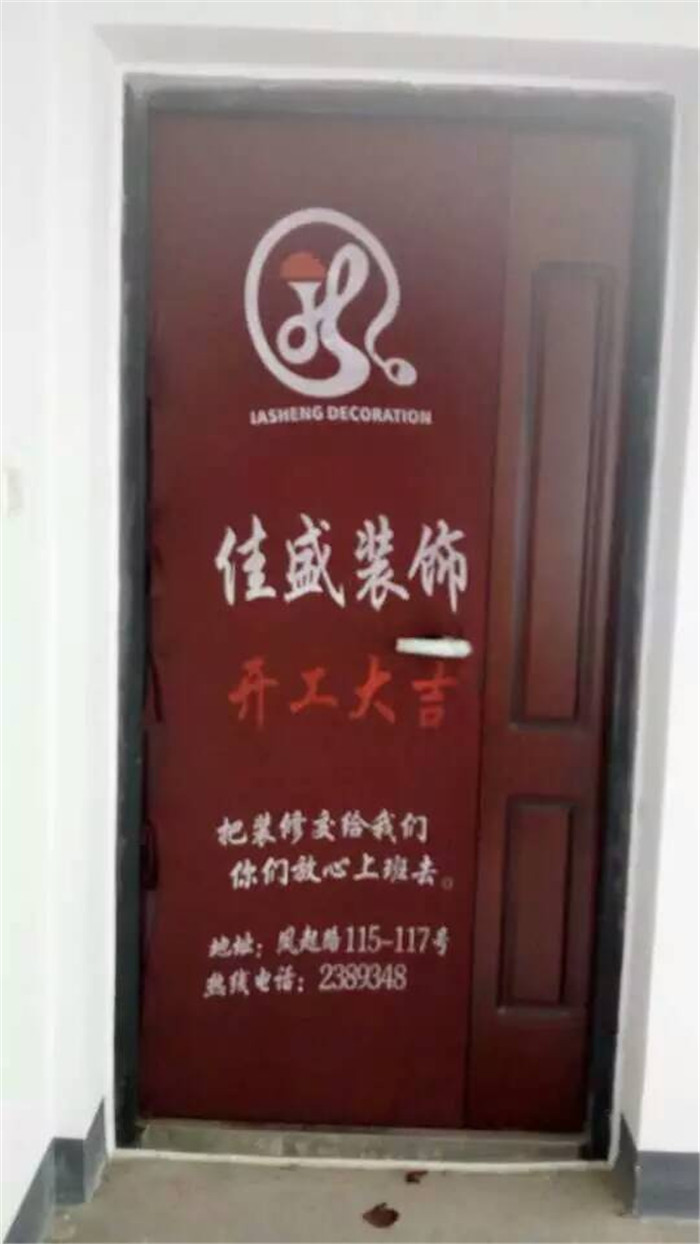 IASHENG DECORATION
佳盛装饰
开工大吉
把装修交给我们
你们放心上班去。
地址：凤起路115-117号
热线电话：2389348